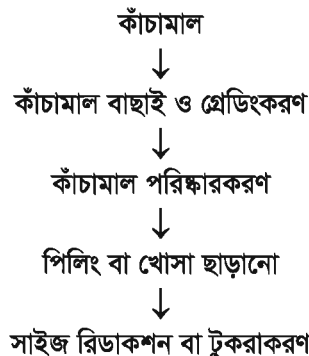 কাঁচামাল
↓
কাঁচামাল বাছাই ও গ্রেডিংকরণ
↓
কাঁচামাল পরিষ্কারকরণ
↓
পিলিং বা খোসা ছাড়ানো
↓
সাইজ রিডাকশন বা টুকরাকরণ